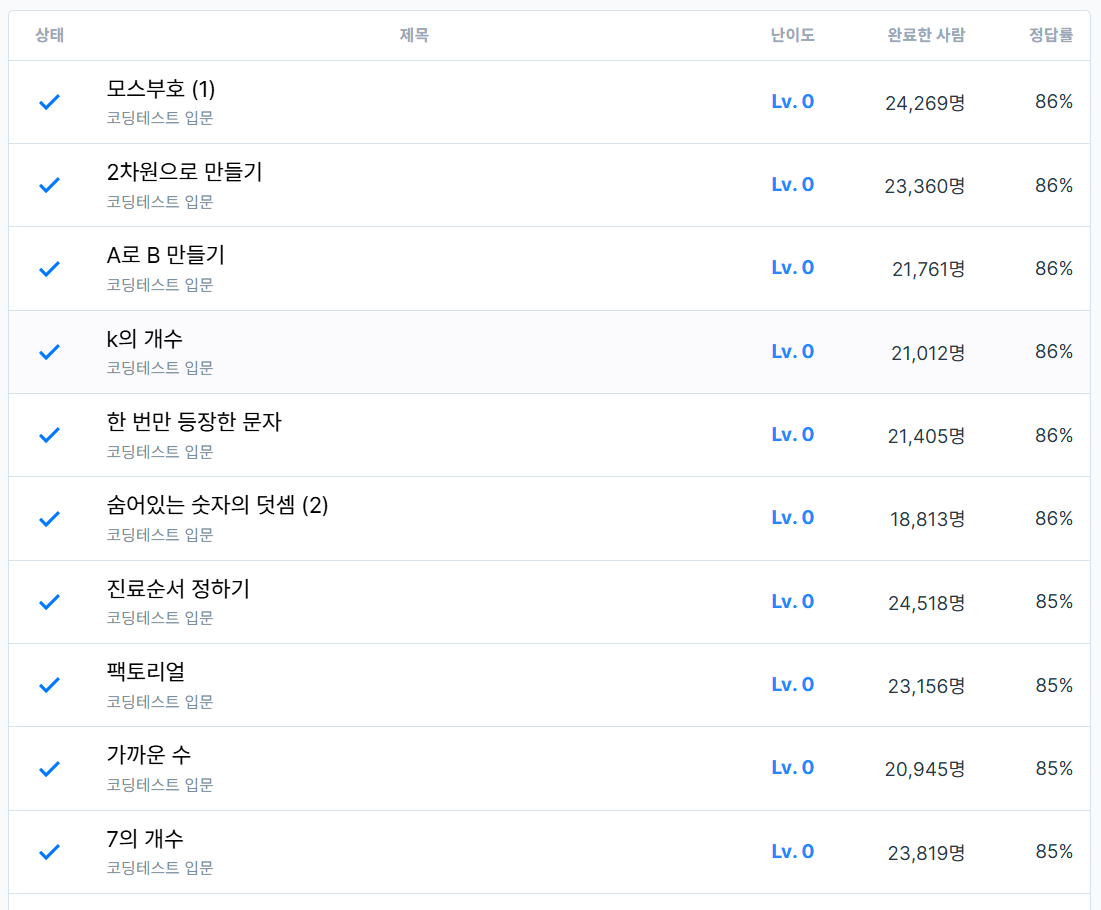 상태 제목 난이도 완료한 사람 정답률
모스부호 (1) Lv. 0 24,269명 86%
코딩테스트 입문
2차원으로 만들기 Lv. 0 23,360명 86%
코딩테스트 입문
A로 B 만들기 Lv. 0 21,761명 86%
코딩테스트 입문
k의 개수 Lv. 0 21,012명 86%
코딩테스트 입문
한 번만 등장한 문자 Lv. 0 21,405명 86%
코딩테스트 입문
숨어있는 숫자의 덧셈 (2) Lv. 0 18,813명 86%
코딩테스트 입문
진료순서 정하기 Lv. 0 24,518명 85%
코딩테스트 입문
팩토리얼 Lv. 0 23,156명 85%
코딩테스트 입문
가까운 수 Lv. 0 20,945명 85%
코딩테스트 입문
7의 개수 Lv. 0 23,819명 85%
코딩테스트 입문